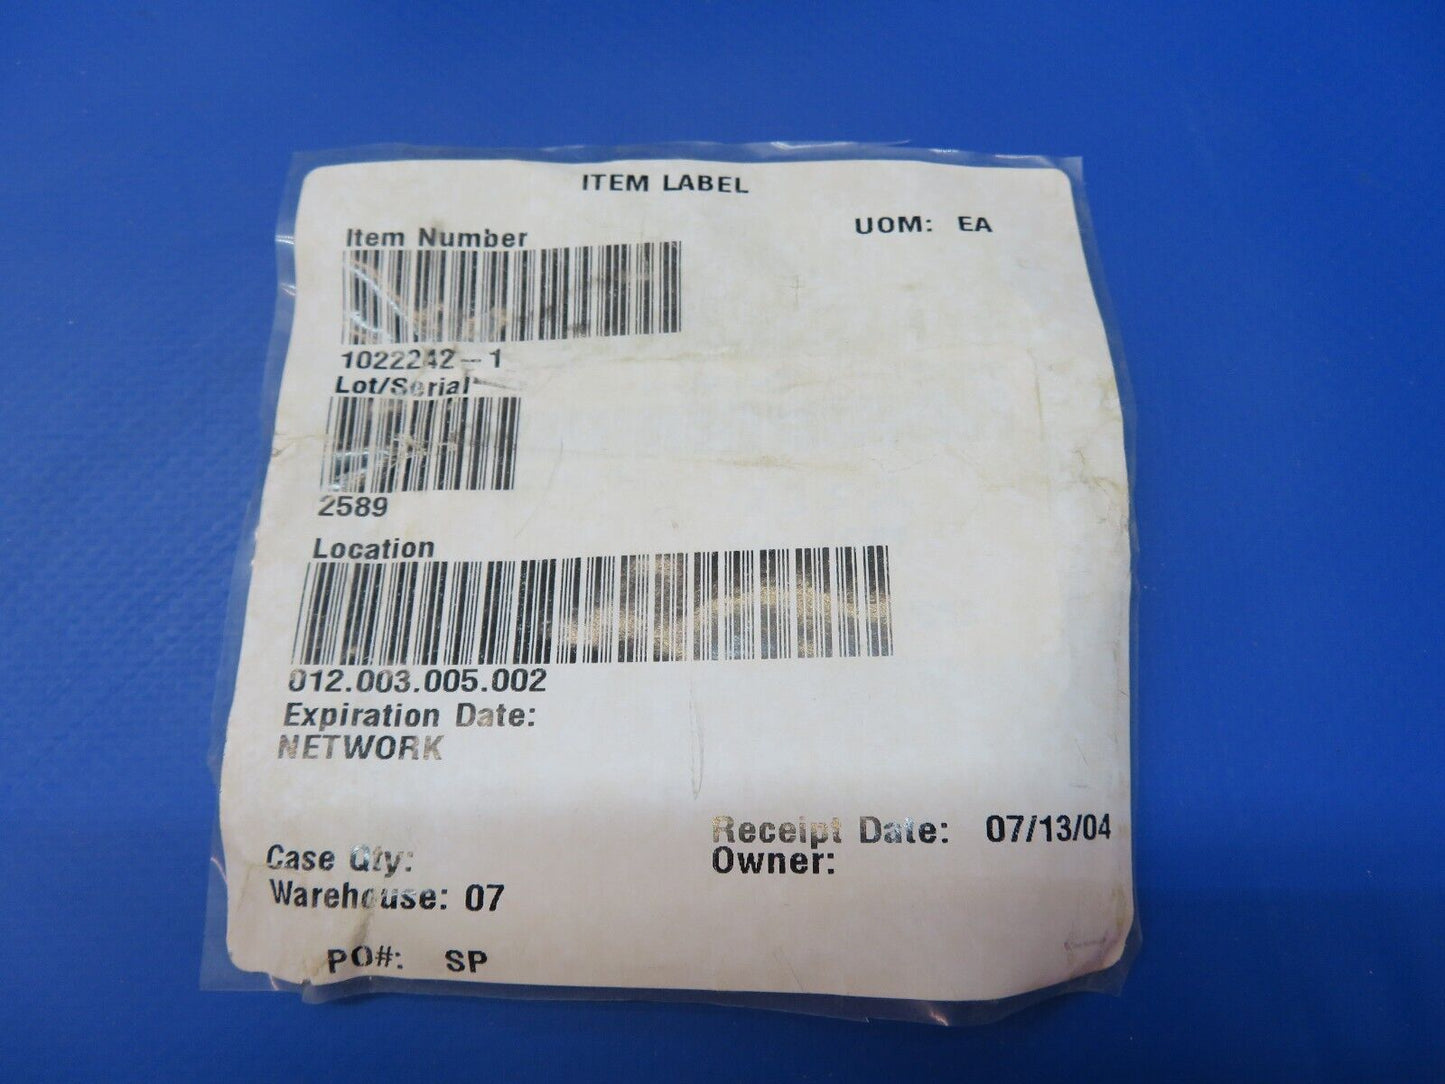 ITEM LABEL
UOM: EA
Item Number
1022242-1
Lot/Serial
2589
Location
012.003.005.002
Expiration Date:
NETWORK
Receipt Date: 07/13/04
Case Qty:
Owner:
Warehouse: 07
PO#: SP